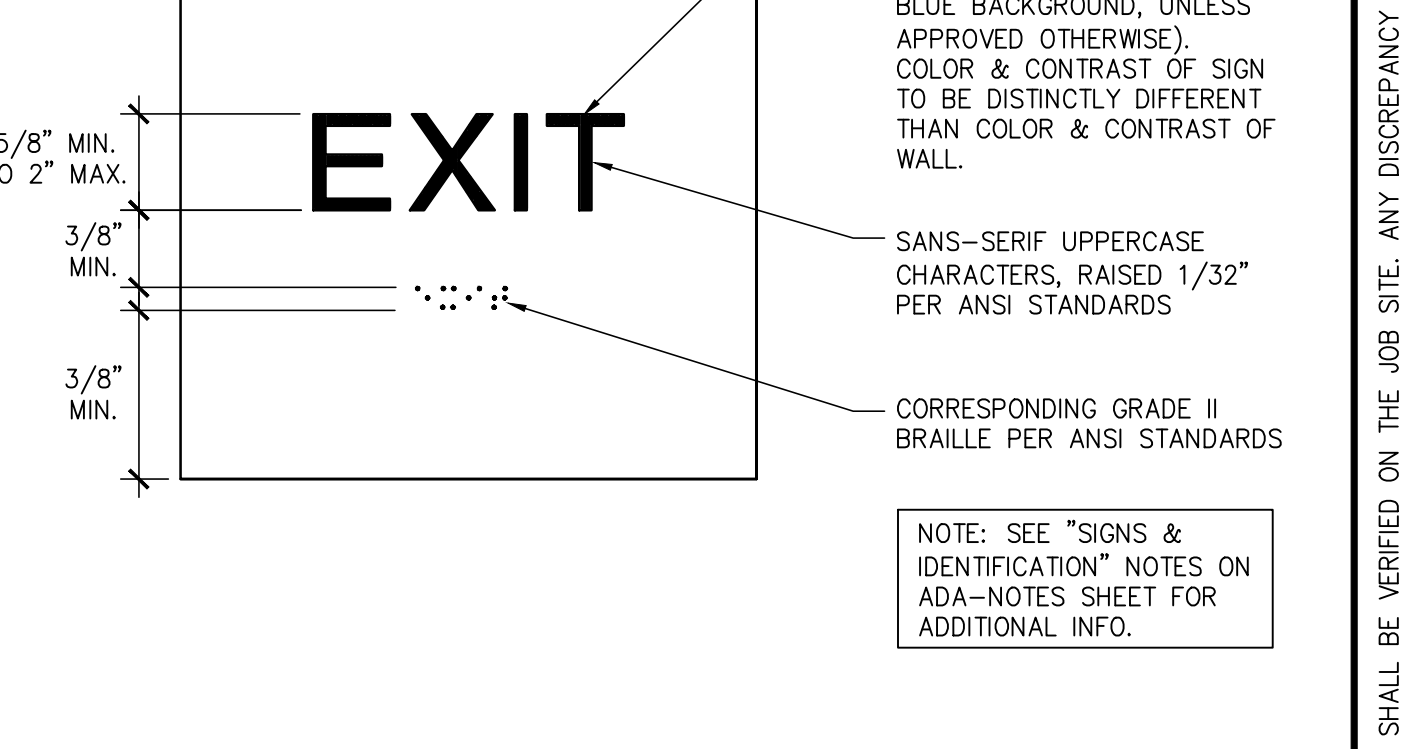 BLUE BACKGROUND, UNLESS
APPROVED OTHERWISE).
COLOR & CONTRAST OF SIGN
TO BE DISTINCTLY DIFFERENT
THAN COLOR & CONTRAST OF
WALL.
EXIT
5/8" MIN.
2" MAX.
3/8"
MIN.
⠑⠭⠊⠞
SANS-SERIF UPPERCASE
CHARACTERS, RAISED 1/32"
PER ANSI STANDARDS
3/8"
MIN.
CORRESPONDING GRADE II
BRAILLE PER ANSI STANDARDS
NOTE: SEE "SIGNS &
IDENTIFICATION" NOTES ON
ADA-NOTES SHEET FOR
ADDITIONAL INFO.
SHALL BE VERIFIED ON THE JOB SITE. ANY DISCREPANCY